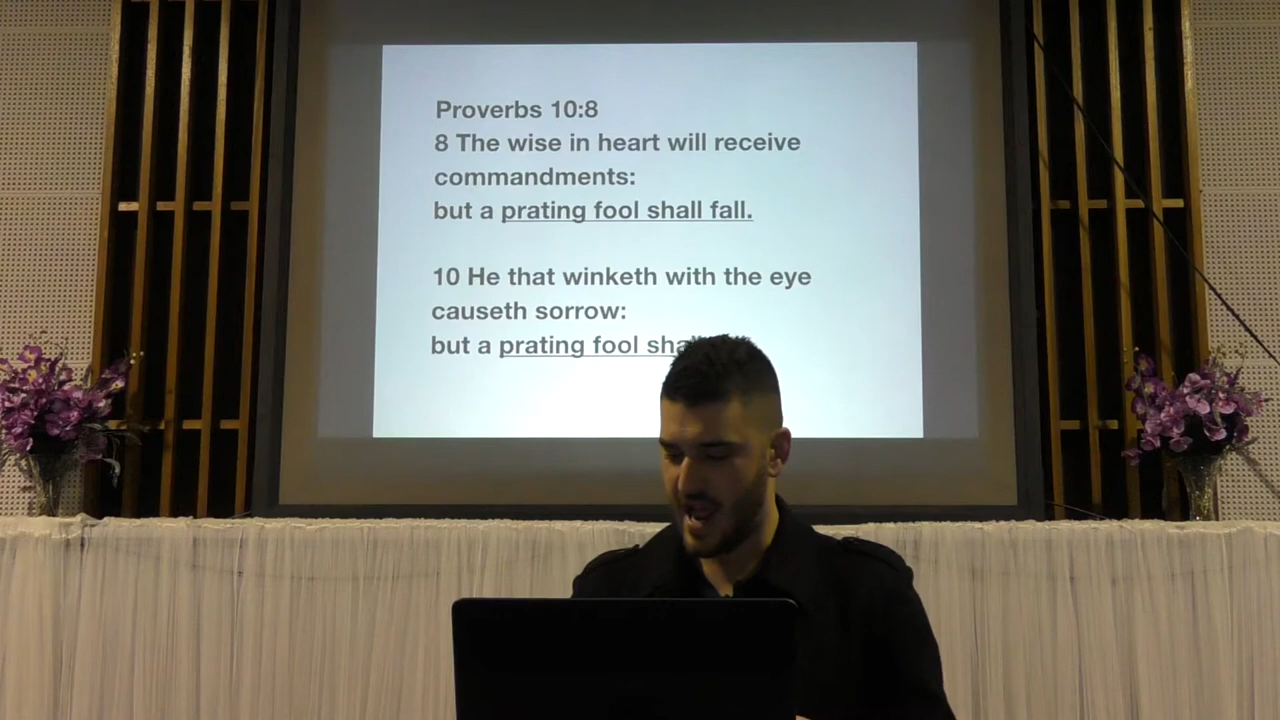 Proverbs 10:8
8 The wise in heart will receive
commandments:
but a prating fool shall fall.
10 He that winketh with the eye
causeth sorrow:
but a prating fool